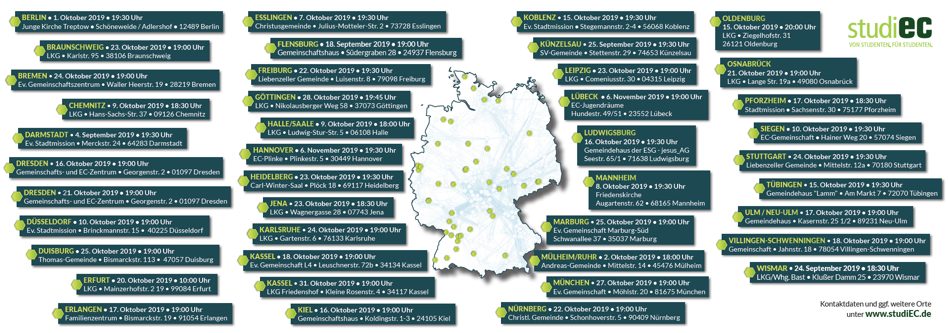 BERLIN • 1. Oktober 2019 • 19:30 Uhr
Junge Kirche Treptow • Schöneweide / Adlershof • 12489 Berlin
BRAUNSCHWEIG • 23. Oktober 2019 • 19:00 Uhr
LKG • Karlstr. 95 • 38106 Braunschweig
BREMEN • 24. Oktober 2019 • 19:00 Uhr
Ev. Gemeinschaftszentrum • Waller Heerstr. 19 • 28219 Bremen
CHEMNITZ • 9. Oktober 2019 • 18:30 Uhr
LKG • Hans-Sachs-Str. 37 • 09126 Chemnitz
DARMSTADT • 4. September 2019 • 19:30 Uhr
Ev. Stadtmission • Merckstr. 24 • 64283 Darmstadt
DRESDEN • 16. Oktober 2019 • 19:00 Uhr
Gemeinschafts- und EC-Zentrum • Georgenstr. 2 • 01097 Dresden
DRESDEN • 21. Oktober 2019 • 19:00 Uhr
Gemeinschafts- und EC-Zentrum • Georgenstr. 2 • 01097 Dresden
DÜSSELDORF • 10. Oktober 2019 • 19:00 Uhr
Ev. Stadtmission • Brinckmannstr. 15 • 40225 Düsseldorf
DUISBURG • 25. Oktober 2019 • 19:00 Uhr
Thomas-Gemeinde • Bismarckstr. 113 • 47057 Duisburg
ERFURT • 20. Oktober 2019 • 10:00 Uhr
LKG • Mainzerhofstr. 2 19 • 99084 Erfurt
ERLANGEN • 17. Oktober 2019 • 19:00 Uhr
Familienzentrum • Bismarckstr. 19 • 91054 Erlangen
ESSLINGEN • 7. Oktober 2019 • 19:30 Uhr
Christusgemeinde • Julius-Motteler-Str. 2 • 73728 Esslingen
FLENSBURG • 18. September 2019 • 19:00 Uhr
Gemeinschaftshaus • Südergraben 28 • 24937 Flensburg
FREIBURG • 22. Oktober 2019 • 19:30 Uhr
Liebenzeller Gemeinde • Luisenstr. 8 • 79098 Freiburg
GÖTTINGEN • 28. Oktober 2019 • 19:45 Uhr
LKG • Nikolausberger Weg 58 • 37073 Göttingen
HALLE/SAALE • 9. Oktober 2019 • 18:00 Uhr
LKG • Ludwig-Stur-Str. 5 • 06108 Halle
HANNOVER • 6. November 2019 • 19:30 Uhr
EC-Plinke • Plinkestr. 5 • 30449 Hannover
HEIDELBERG • 23. Oktober 2019 • 19:30 Uhr
Carl-Winter-Saal • Plöck 18 • 69117 Heidelberg
JENA • 23. Oktober 2019 • 18:30 Uhr
LKG • Wagnergasse 28 • 07743 Jena
KARLSRUHE • 24. Oktober 2019 • 19:00 Uhr
LKG • Gartenstr. 6 • 76133 Karlsruhe
KASSEL • 18. Oktober 2019 • 19:00 Uhr
Ev. Gemeinschaft L4 • Leuschnerstr. 72b • 34134 Kassel
KASSEL • 31. Oktober 2019 • 19:00 Uhr
LKG Friedenshof • Kleine Rosenstr. 4 • 34117 Kassel
KIEL • 16. Oktober 2019 • 19:00 Uhr
Gemeinschaftshaus • Koldingstr. 1-3 • 24105 Kiel
KOBLENZ • 15. Oktober 2019 • 19:30 Uhr
Ev. Stadtmission • Stegemannstr. 2-4 • 56068 Koblenz
KÜNZELSAU • 25. September 2019 • 19:30 Uhr
SV-Gemeinde • Stettenstr. 29 • 74653 Künzelsau
LEIPZIG • 23. Oktober 2019 • 19:00 Uhr
LKG • Comeniusstr. 30 • 04315 Leipzig
LÜBECK • 6. November 2019 • 19:00 Uhr
EC-Jugendräume
Hundestr. 49/51 • 23552 Lübeck
LUDWIGSBURG
16. Oktober 2019 • 19:30 Uhr
Gemeindehaus der ESG - jesus, AG
Seestr. 65/1 • 71638 Ludwigsburg
MANNHEIM
8. Oktober 2019 • 19:30 Uhr
Friedenskirche
Augartenstr. 62 • 68165 Mannheim
MARBURG • 25. Oktober 2019 • 19:00 Uhr
Ev. Gemeinschaft Marburg-Süd
Schwanallee 37 • 35037 Marburg
MÜLHEIM/RUHR • 2. Oktober 2019 • 18:00 Uhr
Andreas-Gemeinde • Mittelstr. 14 • 45476 Mülheim
MÜNCHEN • 27. Oktober 2019 • 19:00 Uhr
Ev. Gemeinschaft • Möhlstr. 20 • 81675 München
NÜRNBERG • 22. Oktober 2019 • 19:00 Uhr
Christl. Gemeinde • Schonhoverstr. 5 • 90409 Nürnberg
OLDENBURG
15. Oktober 2019 • 20:00 Uhr
LKG • Ziegelhofstr. 31
26121 Oldenburg
OSNABRÜCK
21. Oktober 2019 • 19:00 Uhr
LKG • Lange Str. 19a • 49080 Osnabrück
PFORZHEIM • 17. Oktober 2019 • 18:30 Uhr
Stadtmission • Sachsenstr. 30 • 75177 Pforzheim
SIEGEN • 10. Oktober 2019 • 19:30 Uhr
EC-Gemeinschaft • Hainer Weg 20 • 57074 Siegen
STUTTGART • 24. Oktober 2019 • 19:30 Uhr
Liebenzeller Gemeinde • Mittelstr. 12a • 70180 Stuttgart
TÜBINGEN • 15. Oktober 2019 • 19:30 Uhr
Gemeindehaus "Lamm" • Am Markt 7 • 72070 Tübingen
ULM / NEU-ULM • 17. Oktober 2019 • 19:00 Uhr
Gemeindehaus • Kasernstr. 25 1/2 • 89231 Neu-Ulm
VILLINGEN-SCHWENNINGEN • 18. Oktober 2019 • 19:00 Uhr
Gemeinschaft • Jahnstr. 18 • 78054 Villingen-Schwenningen
WISMAR • 24. September 2019 • 18:30 Uhr
LKG/Whg. Bast • Klußer Damm 25 • 23970 Wismar
studiEC
VON STUDENTEN, FÜR STUDENTEN.
Kontaktdaten und ggf. weitere Orte
unter www.studiEC.de